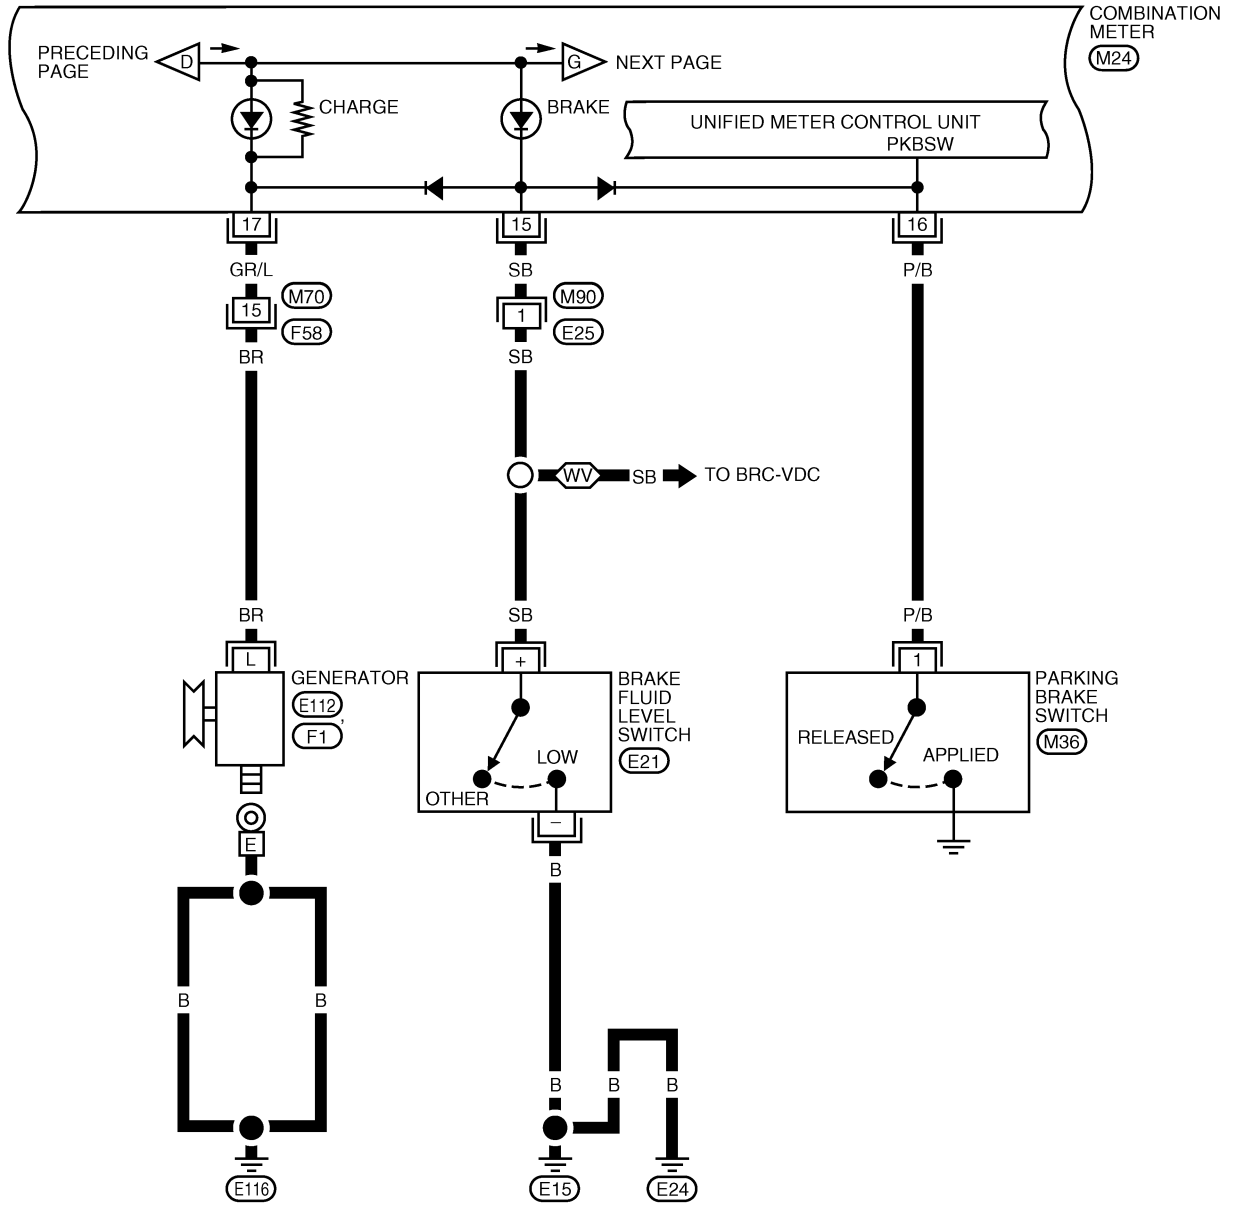 COMBINATION
METER
M24
PRECEDING
PAGE
D
G
NEXT PAGE
CHARGE
BRAKE
UNIFIED METER CONTROL UNIT
PKBSW
17
15
16
GR/L
SB
P/B
15
M70
F58
1
M90
E25
BR
SB
WV
SB
TO BRC-VDC
BR
SB
P/B
L
+
1
GENERATOR
E112
,
F1
BRAKE
FLUID
LEVEL
SWITCH
E21
LOW
OTHER
PARKING
BRAKE
SWITCH
M36
RELEASED
APPLIED
–
E
B
B
B
B
B
B
E116
E15
E24